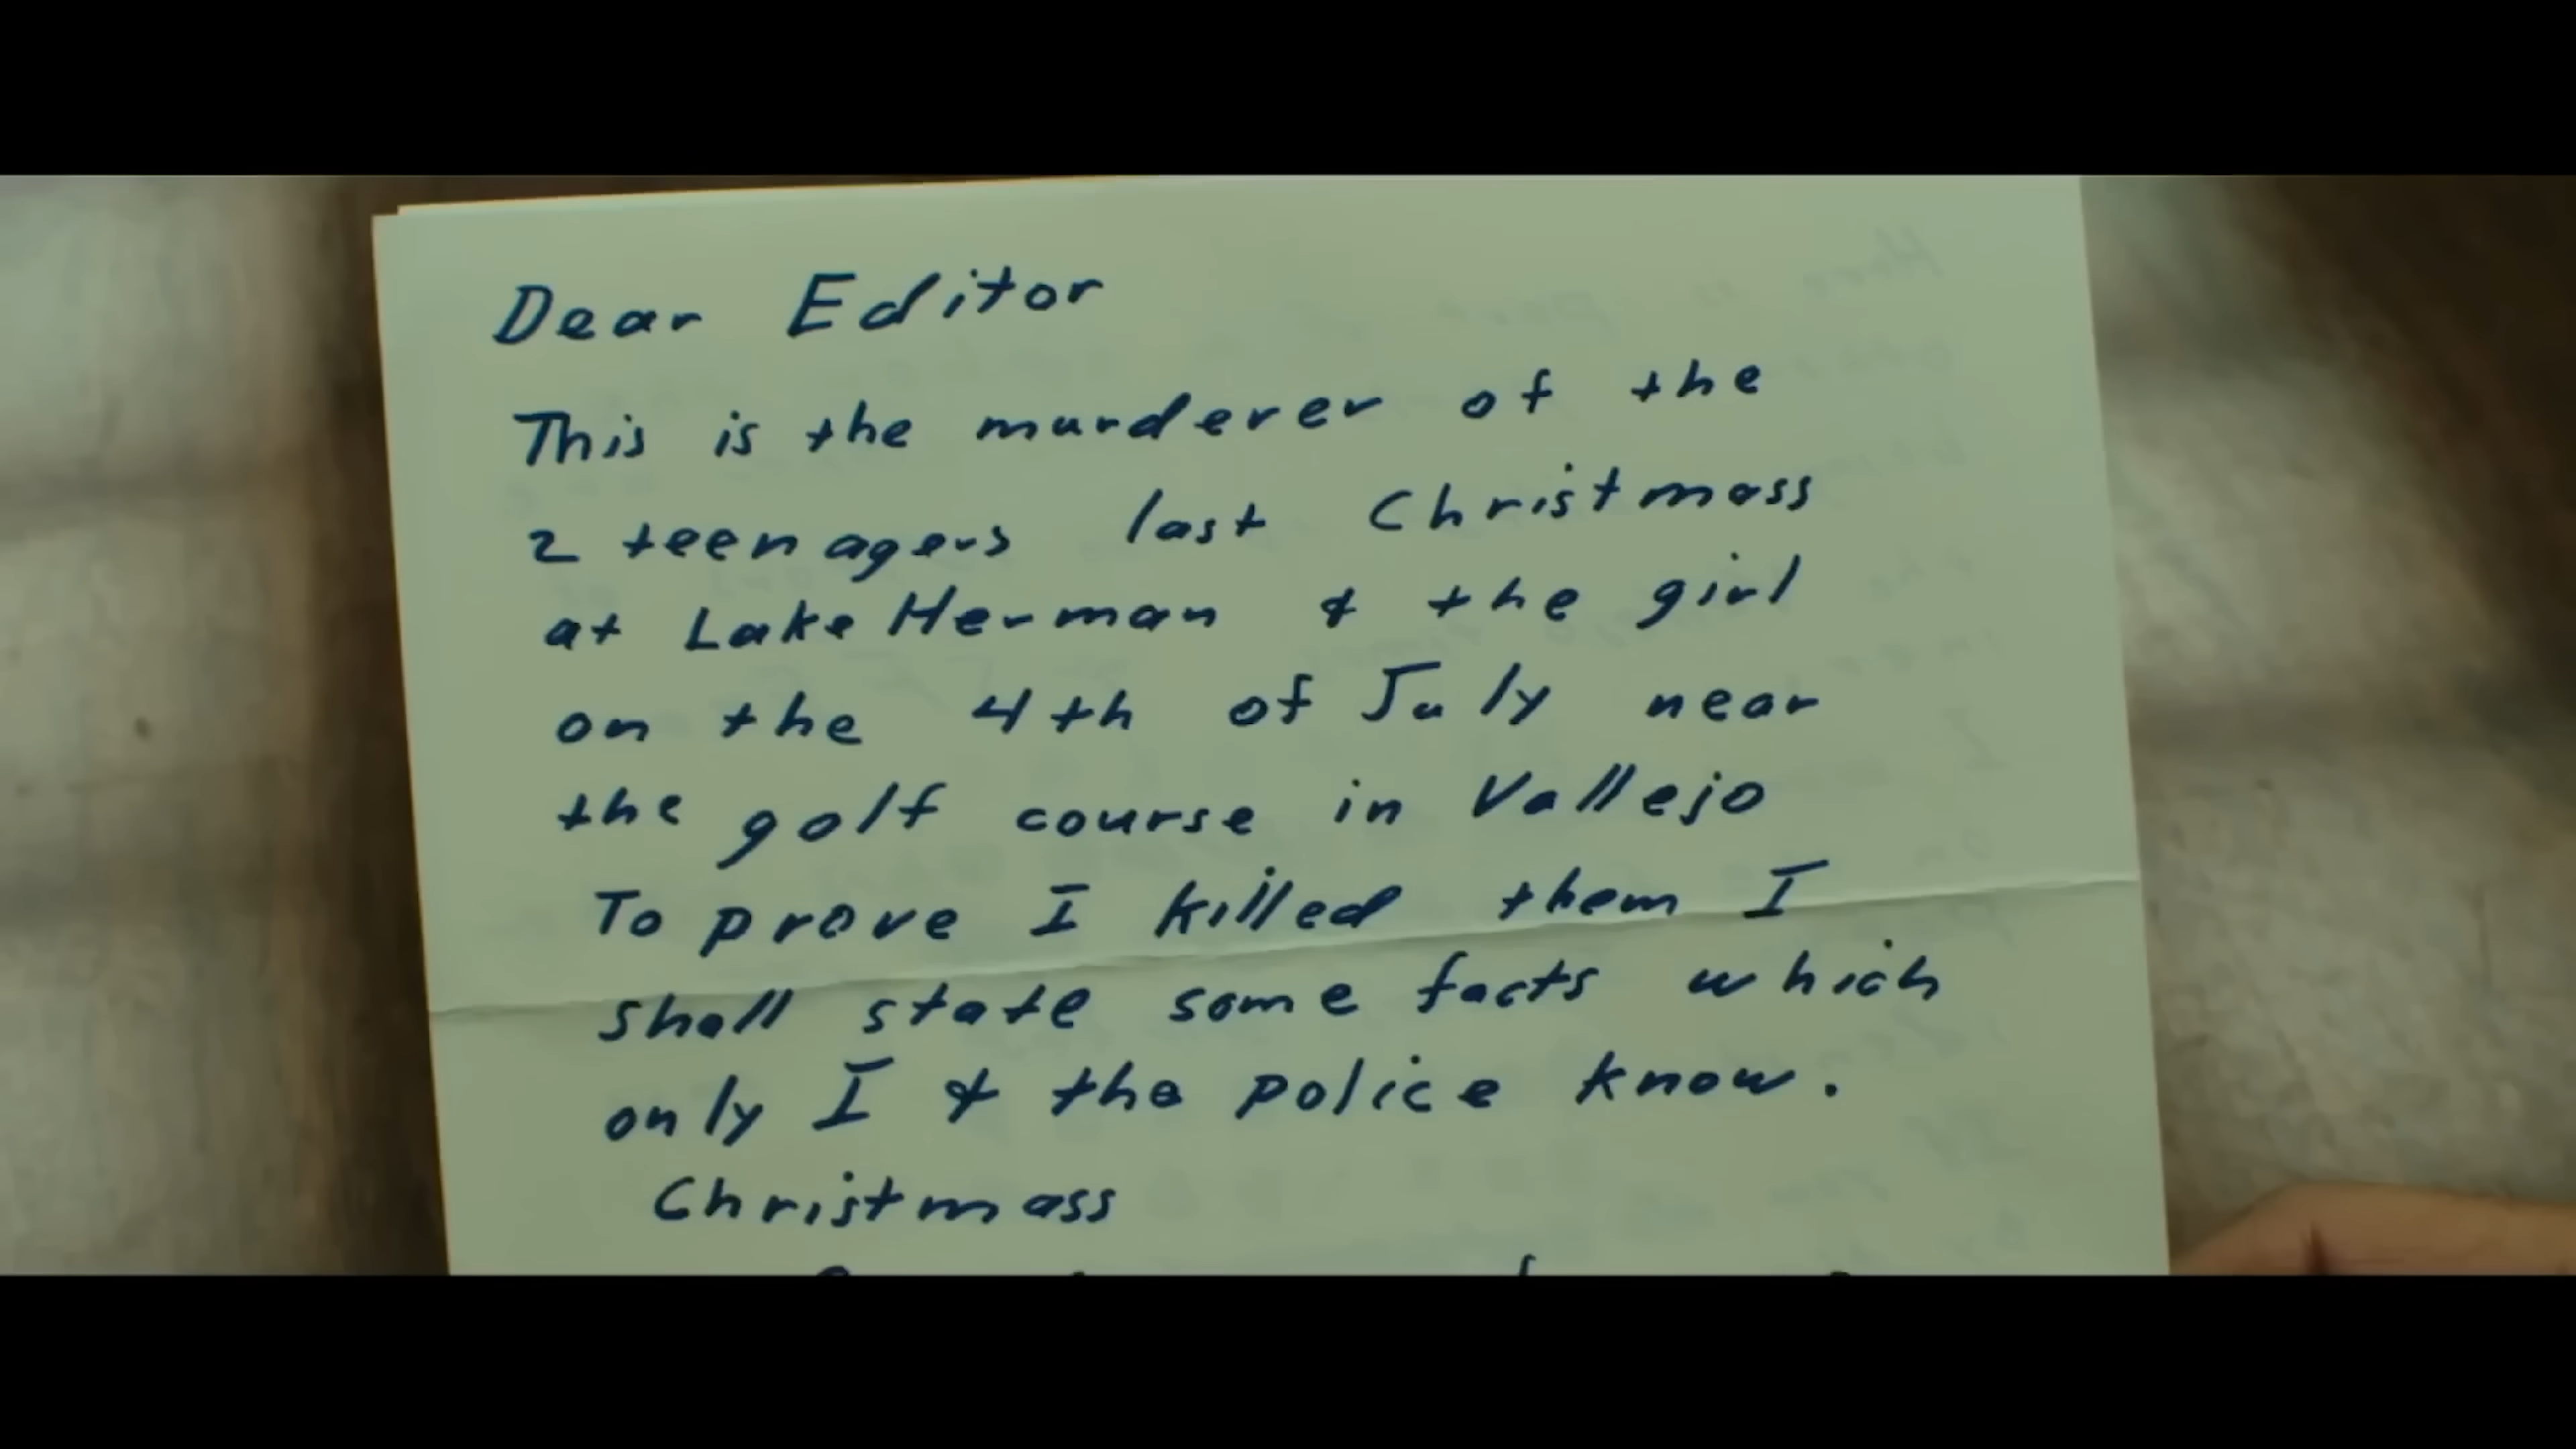 Dear Editor
This is the murderer of the
2 teenagers last Christmass
at Lake Herman & the girl
on the 4th of July near
the golf course in Vallejo
To prove I killed them I
shall state some facts which
only I & the police know.
Christmass